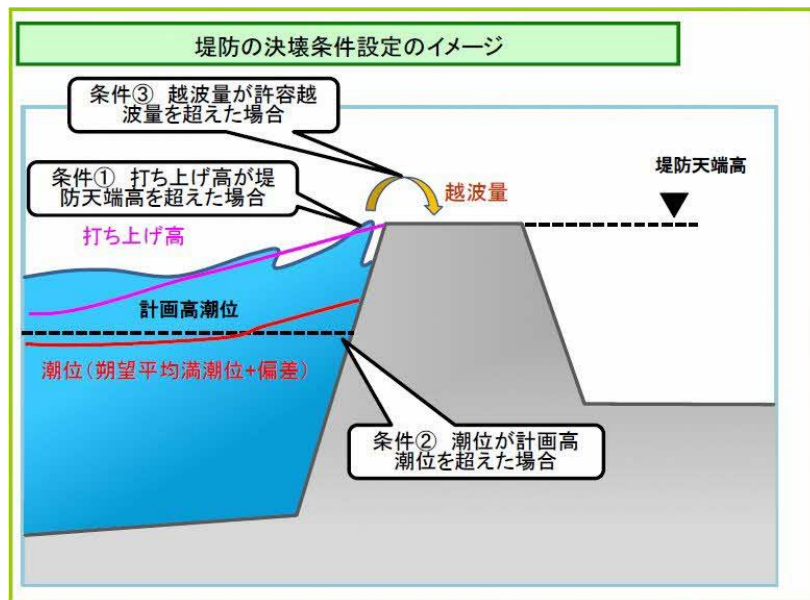 堤防の決壊条件設定のイメージ
条件③ 越波量が許容越
波量を超えた場合
条件① 打ち上げ高が堤
防天端高を超えた場合
越波量
堤防天端高
打ち上げ高
計画高潮位
潮位(朔望平均満潮位+偏差)
条件② 潮位が計画高
潮位を超えた場合